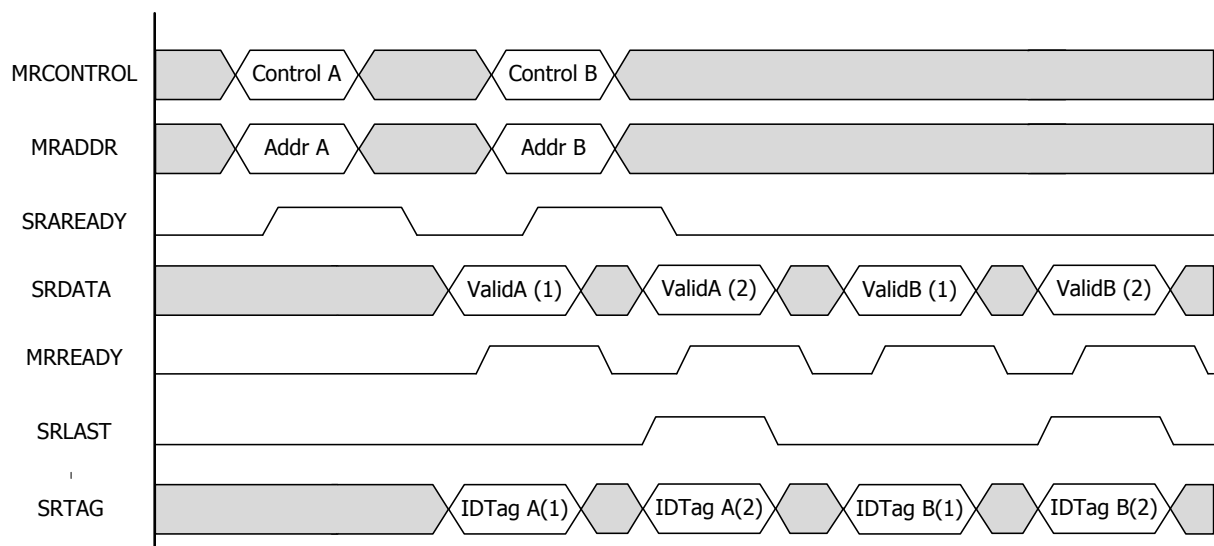 MRCONTROL Control A Control B
MRADDR Addr A Addr B
SRAREADY
SRDATA ValidA (1) ValidA (2) ValidB (1) ValidB (2)
MRREADY
SRLAST
SRTAG IDTag A(1) IDTag A(2) IDTag B(1) IDTag B(2)